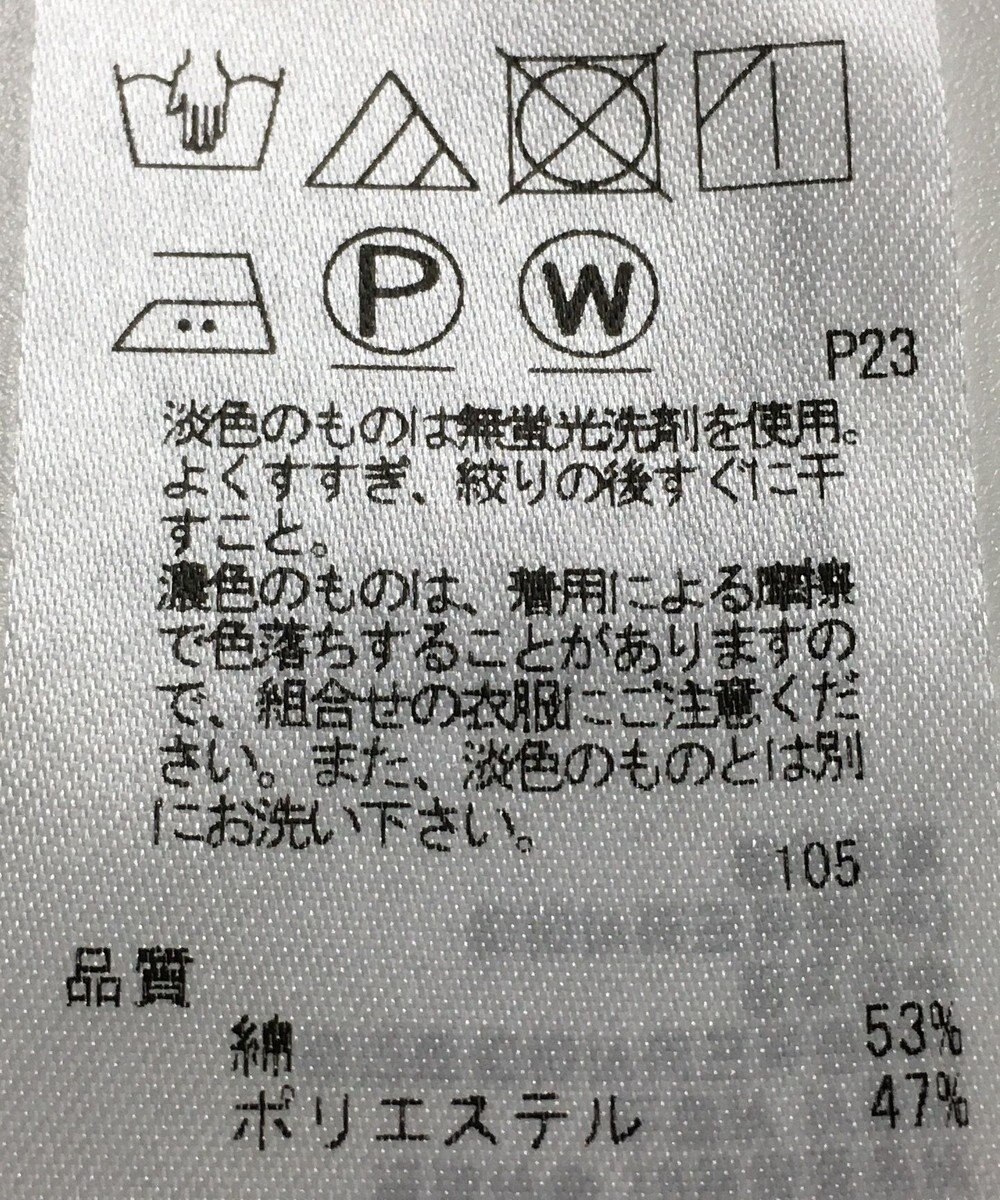 P W
P23
淡色のものは無蛍光洗剤を使用。
よくすすぎ、絞りの後すぐに干
すこと。
濃色のものは、着用による摩擦
で色落ちすることがありますの
で、組合せの衣服にご注意くだ
さい。また、淡色のものとは別
にお洗い下さい。
105
品質
綿 53%
ポリエステル 47%